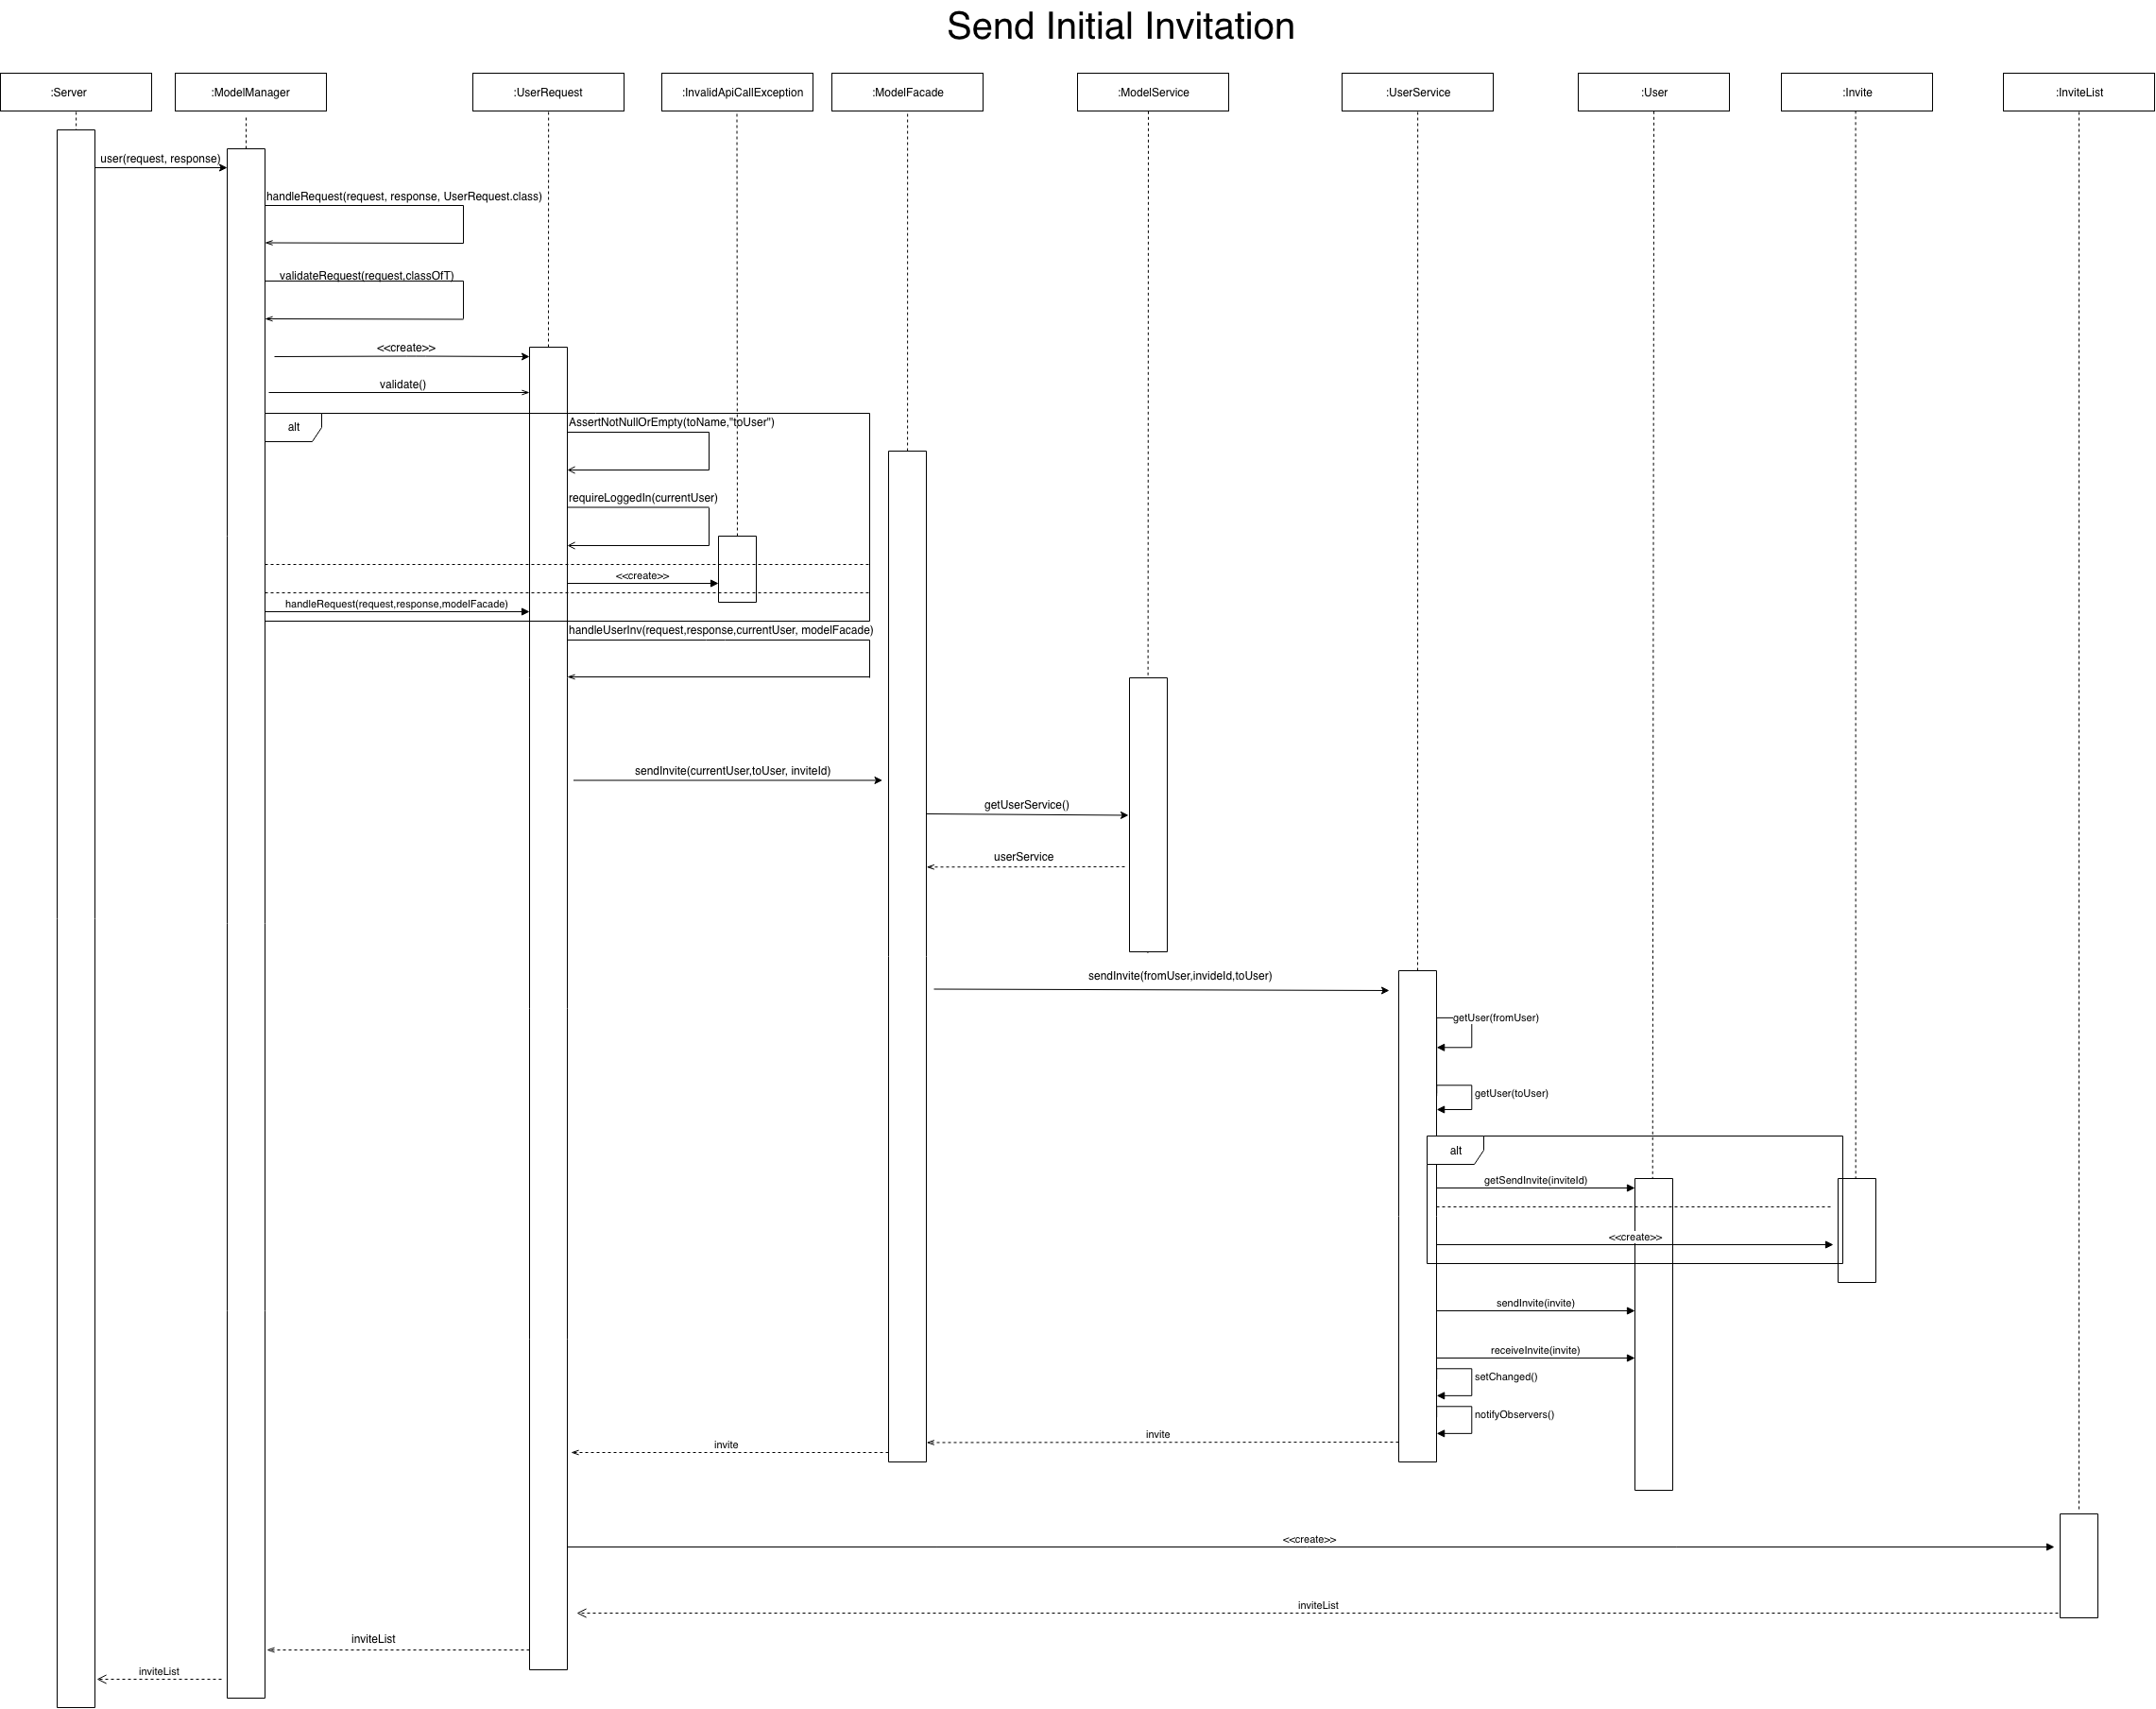 Send Initial Invitation
:Server
:ModelManager
:UserRequest
:InvalidApiCallException
:ModelFacade
:ModelService
:UserService
:User
:Invite
:InviteList
user(request, response)
handleRequest(request, response, UserRequest.class)
validateRequest(request,classOfT)
<<create>>
validate()
alt
AssertNotNullOrEmpty(toName,"toUser")
requireLoggedIn(currentUser)
<<create>>
handleRequest(request,response,modelFacade)
handleUserInv(request,response,currentUser, modelFacade)
sendInvite(currentUser,toUser, inviteId)
getUserService()
userService
sendInvite(fromUser,invideId,toUser)
getUser(fromUser)
getUser(toUser)
alt
getSendInvite(inviteId)
<<create>>
sendInvite(invite)
receiveInvite(invite)
setChanged()
notifyObservers()
invite
invite
<<create>>
inviteList
inviteList
inviteList